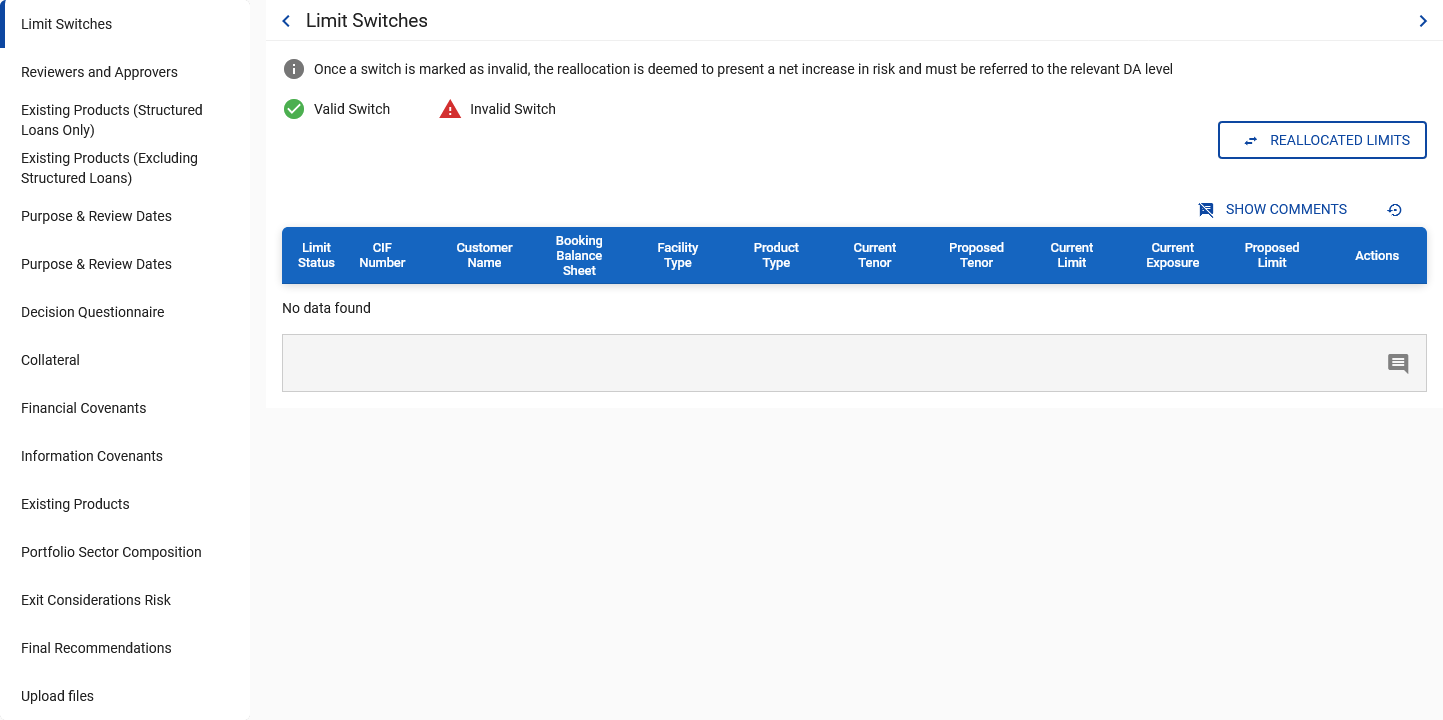 Limit Switches
Reviewers and Approvers
Existing Products (Structured
Loans Only)
Existing Products (Excluding
Structured Loans)
Purpose & Review Dates
Purpose & Review Dates
Decision Questionnaire
Collateral
Financial Covenants
Information Covenants
Existing Products
Portfolio Sector Composition
Exit Considerations Risk
Final Recommendations
Upload files
Limit Switches
Once a switch is marked as invalid, the reallocation is deemed to present a net increase in risk and must be referred to the relevant DA level
Valid Switch
Invalid Switch
REALLOCATED LIMITS
SHOW COMMENTS
Limit
Status
CIF
Number
Customer
Name
Booking
Balance
Sheet
Facility
Type
Product
Type
Current
Tenor
Proposed
Tenor
Current
Limit
Current
Exposure
Proposed
Limit
Actions
No data found